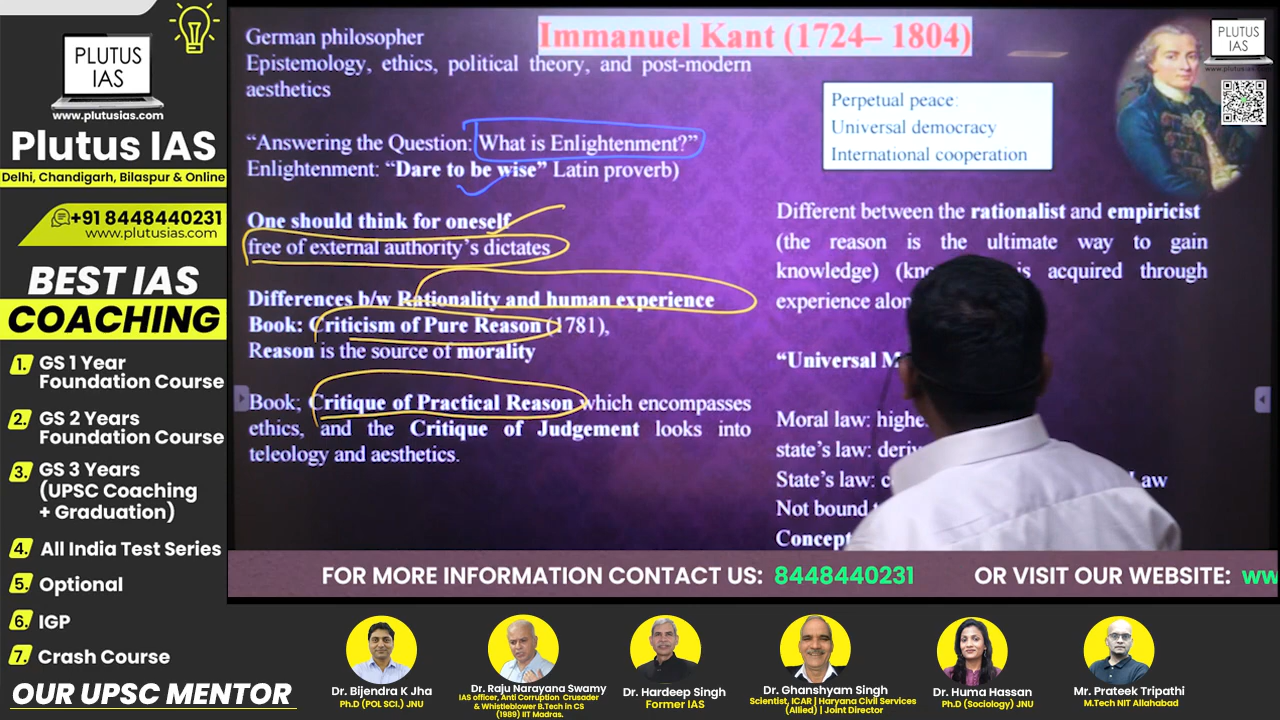 PLUTUS
IAS
www.plutusias.com
Plutus IAS
Delhi, Chandigarh, Bilaspur & Online
+91 8448440231
www.plutusias.com
BEST IAS
COACHING
1. GS 1 Year
Foundation Course
2. GS 2 Years
Foundation Course
3. GS 3 Years
(UPSC Coaching
+ Graduation)
4. All India Test Series
5. Optional
6. IGP
7. Crash Course
OUR UPSC MENTOR
Immanuel Kant (1724– 1804)
German philosopher
Epistemology, ethics, political theory, and post-modern
aesthetics
“Answering the Question: What is Enlightenment?”
Enlightenment: “Dare to be wise” Latin proverb)
One should think for oneself
free of external authority’s dictates
Differences b/w Rationality and human experience
Book: Criticism of Pure Reason (1781),
Reason is the source of morality
Book; Critique of Practical Reason which encompasses
ethics, and the Critique of Judgement looks into
teleology and aesthetics.
Perpetual peace:
Universal democracy
International cooperation
PLUTUS
IAS
www.plutusias.com
Different between the rationalist and empiricist
(the reason is the ultimate way to gain
knowledge) is acquired through
experience
“Universal
Moral law:
state’s law:
State’s law:
Not bound
Concept
FOR MORE INFORMATION CONTACT US: 8448440231 OR VISIT OUR WEBSITE: ww
Dr. Bijendra K Jha
Ph.D (POL SCI.) JNU
Dr. Raju Narayana Swamy
IAS officer, Anti Corruption Crusader
& Whistleblower B.Tech in CS
(1989) IIT Madras.
Dr. Hardeep Singh
Former IAS
Dr. Ghanshyam Singh
Scientist, ICAR | Haryana Civil Services
(Allied) | Joint Director
Dr. Huma Hassan
Ph.D (Sociology) JNU
Mr. Prateek Tripathi
M.Tech NIT Allahabad